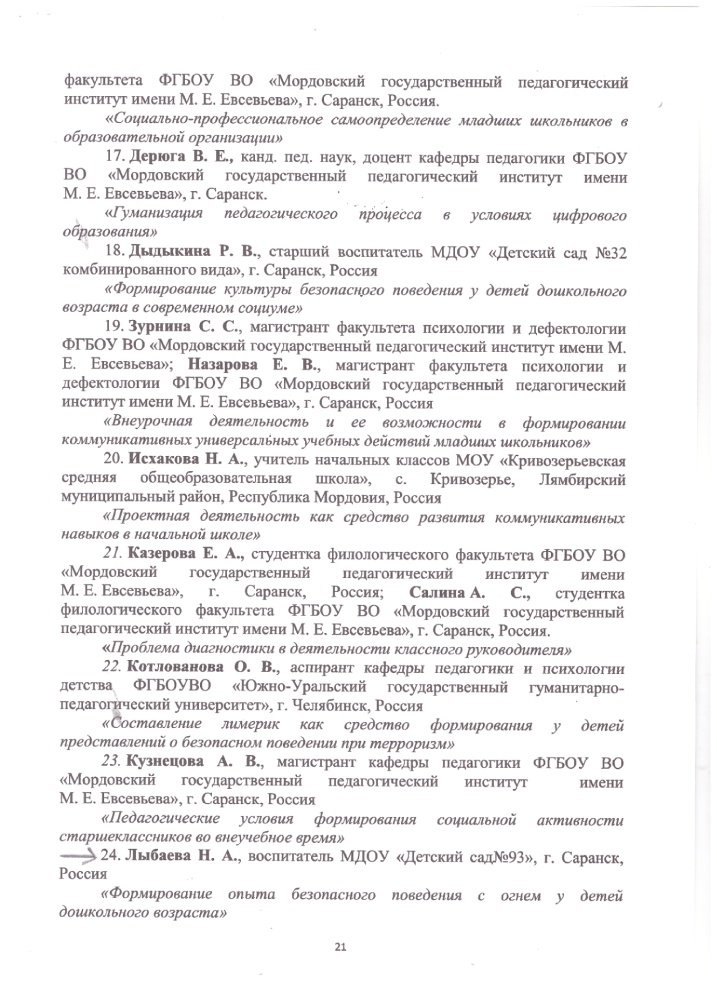 факультета ФГБОУ ВО «Мордовский государственный педагогический
институт имени М. Е. Евсевьева», г. Саранск, Россия.
«Социально-профессиональное самоопределение младших школьников в
образовательной организации»
17. Дерюга В. Е., канд. пед. наук, доцент кафедры педагогики ФГБОУ
ВО «Мордовский государственный педагогический институт имени
М. Е. Евсевьева», г. Саранск.
«Гуманизация педагогического процесса в условиях цифрового
образования»
18. Дыдыкина Р. В., старший воспитатель МДОУ «Детский сад №32
комбинированного вида», г. Саранск, Россия
«Формирование культуры безопасного поведения у детей дошкольного
возраста в современном социуме»
19. Зурнина С. С., магистрант факультета психологии и дефектологии
ФГБОУ ВО «Мордовский государственный педагогический институт имени М.
Е. Евсевьева»; Назарова Е. В., магистрант факультета психологии и
дефектологии ФГБОУ ВО «Мордовский государственный педагогический
институт имени М. Е. Евсевьева», г. Саранск, Россия
«Внеурочная деятельность и ее возможности в формировании
коммуникативных универсальных учебных действий младших школьников»
20. Исхакова Н. А., учитель начальных классов МОУ «Кривозерьевская
средняя общеобразовательная школа», с. Кривозерье, Лямбирский
муниципальный район, Республика Мордовия, Россия
«Проектная деятельность как средство развития коммуникативных
навыков в начальной школе»
21. Казерова Е. А., студентка филологического факультета ФГБОУ ВО
«Мордовский государственный педагогический институт имени
М. Е. Евсевьева», г. Саранск, Россия; Салина А. С., студентка
филологического факультета ФГБОУ ВО «Мордовский государственный
педагогический институт имени М. Е. Евсевьева», г. Саранск, Россия.
«Проблема диагностики в деятельности классного руководителя»
22. Котлованова О. В., аспирант кафедры педагогики и психологии
детства ФГБОУВО «Южно-Уральский государственный гуманитарно-
педагогический университет», г. Челябинск, Россия
«Составление лимерик как средство формирования у детей
представлений о безопасном поведении при терроризм»
23. Кузнецова А. В., магистрант кафедры педагогики ФГБОУ ВО
«Мордовский государственный педагогический институт имени
М. Е. Евсевьева», г. Саранск, Россия
«Педагогические условия формирования социальной активности
старшеклассников во внеучебное время»
24. Лыбаева Н. А., воспитатель МДОУ «Детский сад№93», г. Саранск,
Россия
«Формирование опыта безопасного поведения с огнем у детей
дошкольного возраста»
21